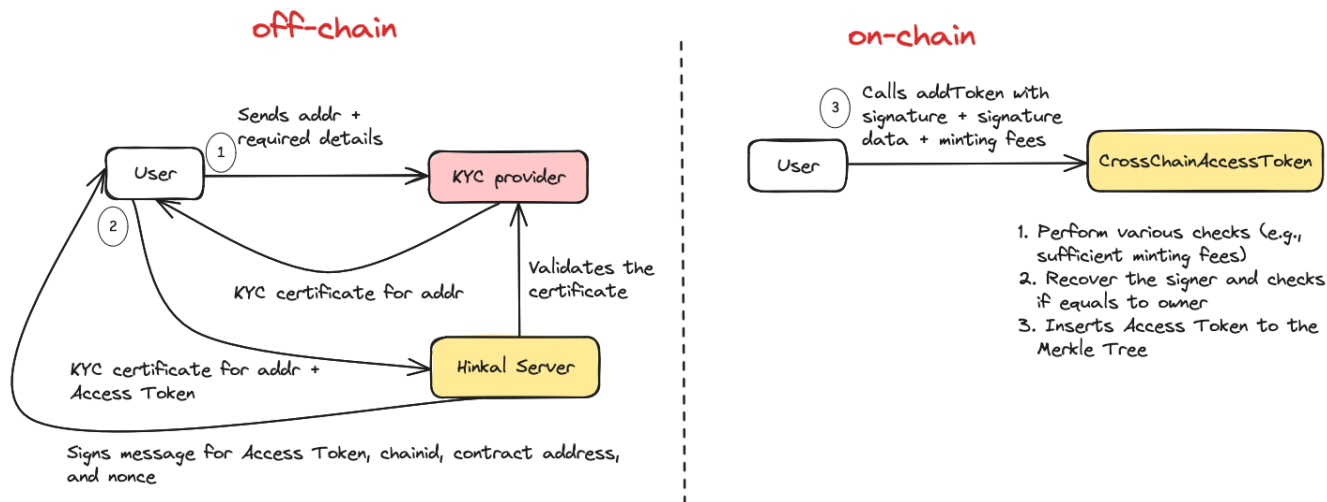 off-chain
on-chain
Sends addr +
required details
1
User
KYC provider
2
KYC certificate for addr
Validates the
certificate
KYC certificate for addr +
Access Token
Hinkal Server
Signs message for Access Token, chainid, contract address,
and nonce
3
Calls addToken with
signature + signature
data + minting fees
User
CrossChainAccessToken
1. Perform various checks (e.g.,
sufficient minting fees)
2. Recover the signer and checks
if equals to owner
3. Inserts Access Token to the
Merkle Tree